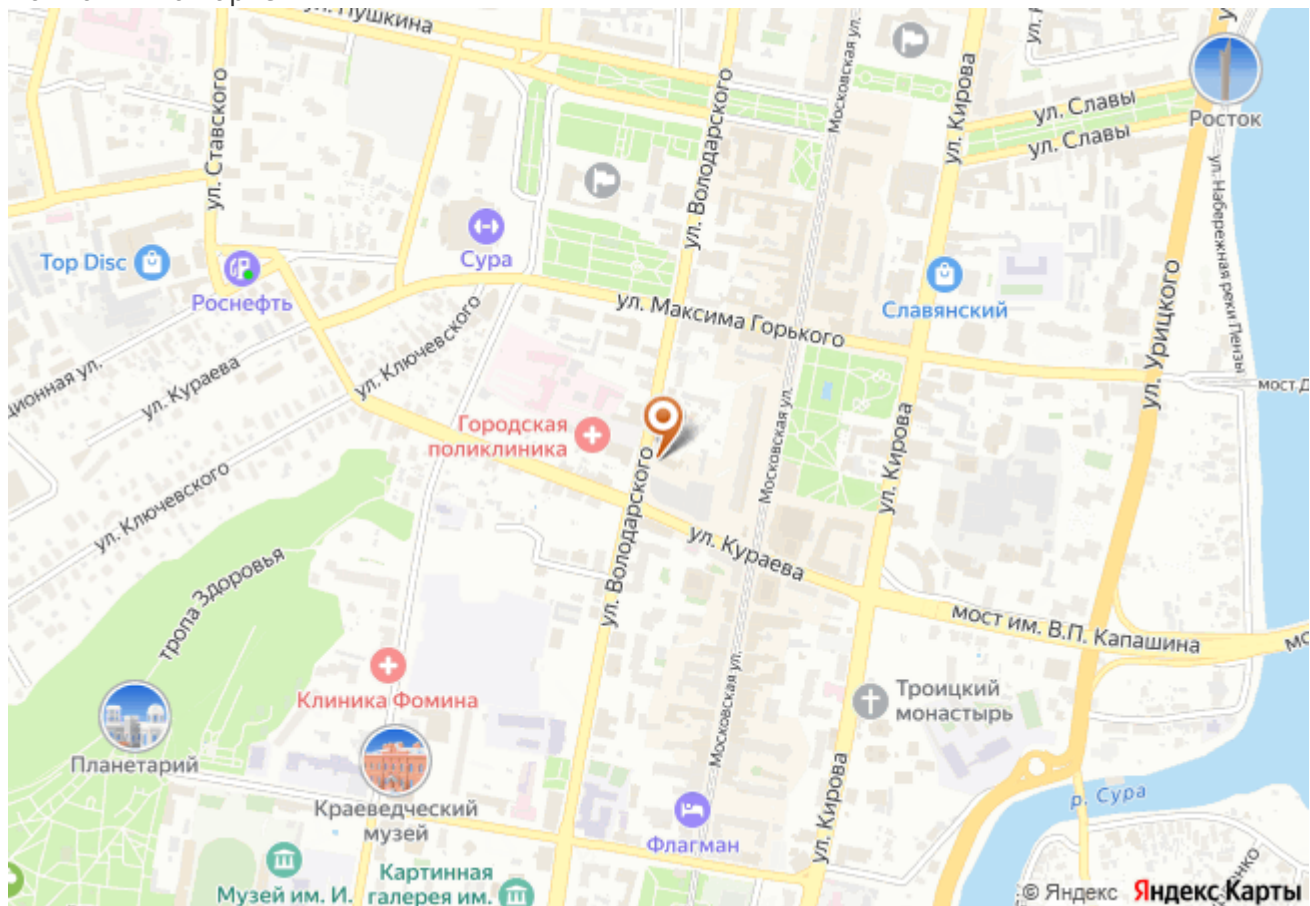 ул. Пушкина
Московская ул.
ул. Кирова
ул. Володарского
ул. Ставского
ул. Славы
ул. Славы
Росток
ул. Набережная реки Пензы
Top Disc
Роснефть
Сура
ул. Максима Горького
Славянский
ул. Урицкого
ул. Кураева
ул. Ключевского
мост
Городская
поликлиника
Московская ул.
ул. Кирова
ул. Ключевского
ул. Володарского
ул. Кураева
тропа Здоровья
мост им. В.П. Капашина
Клиника Фомина
Троицкий
монастырь
Московская ул.
Планетарий
Краеведческий
музей
Флагман
ул. Кирова
р. Сура
Картинная
Музей им. И.
галерея им.
© Яндекс Яндекс Карты